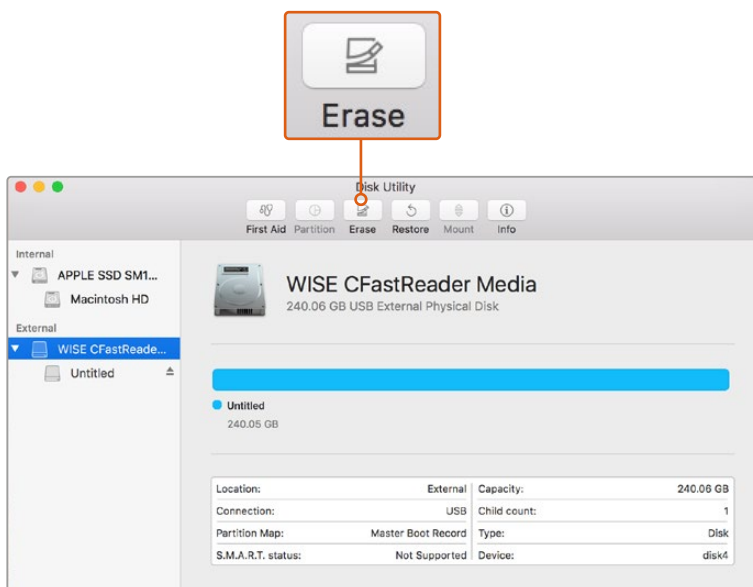 Erase
Disk Utility
First Aid Partition Erase Restore Mount Info
Internal
APPLE SSD SM1...
Macintosh HD
External
WISE CFastReade...
Untitled
WISE CFastReader Media
240.06 GB USB External Physical Disk
Untitled
240.05 GB
Location: External Capacity: 240.06 GB
Connection: USB Child count: 1
Partition Map: Master Boot Record Type: Disk
S.M.A.R.T. status: Not Supported Device: disk4